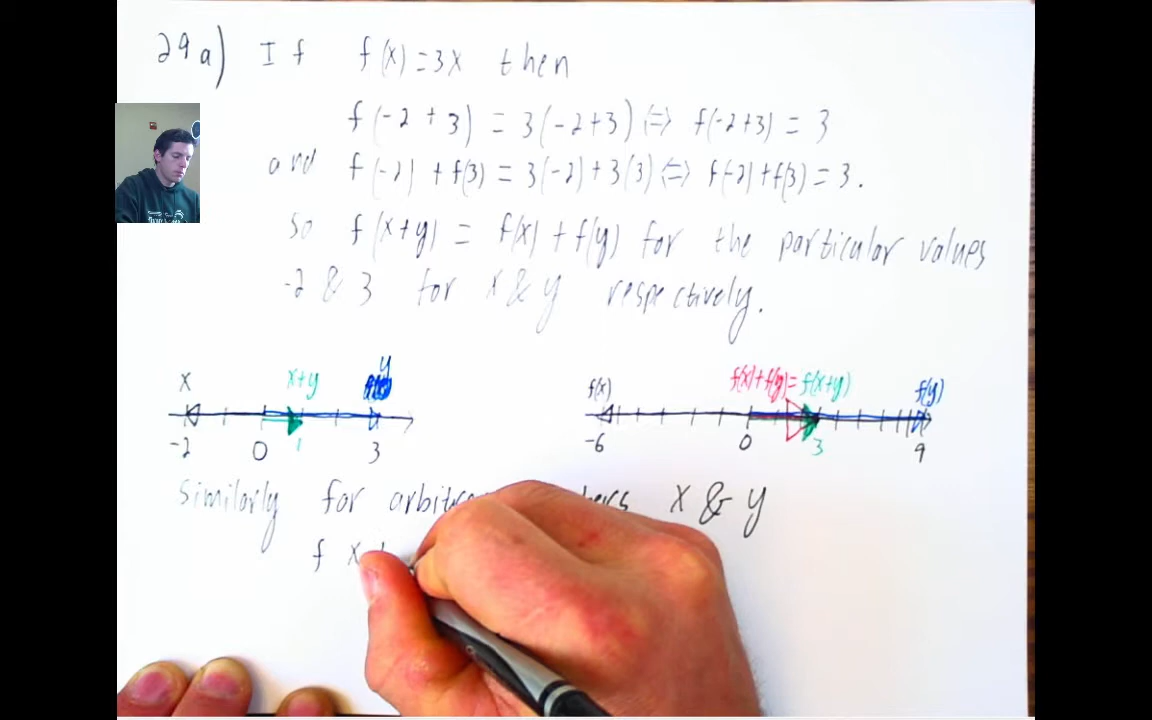 29a) If f(x)=3x then
f(-2+3) = 3(-2+3) ⇔ f(-2+3) = 3
and f(-2) + f(3) = 3(-2)+3(3) ⇔ f(-2)+f(3) = 3.
so f(x+y) = f(x) + f(y) for the particular values
-2 & 3 for x & y respectively.
x x+y y f(x) f(x)+f(y)= f(x+y) f(y)
-2 0 1 3 -6 0 3 9
Similarly for x & y
f x